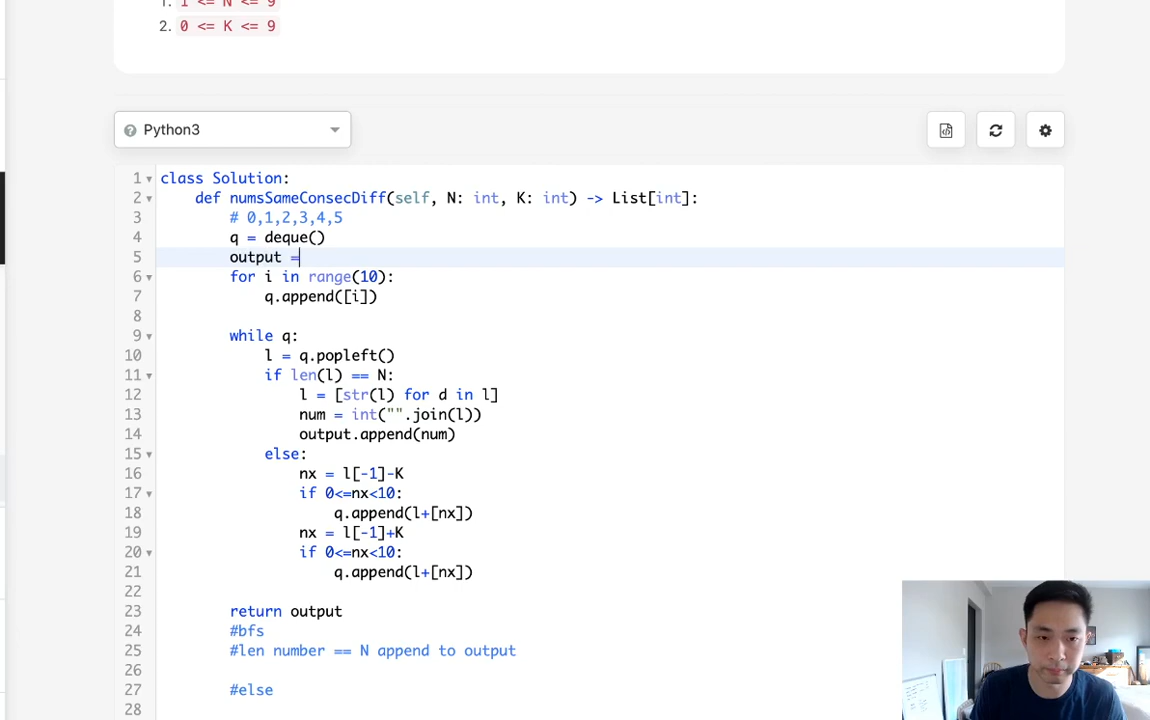 1. 1 <= N <= 9
2. 0 <= K <= 9
Python3
1 class Solution:
2 def numsSameConsecDiff(self, N: int, K: int) -> List[int]:
3 # 0,1,2,3,4,5
4 q = deque()
5 output =
6 for i in range(10):
7 q.append([i])
8
9 while q:
10 l = q.popleft()
11 if len(l) == N:
12 l = [str(l) for d in l]
13 num = int("".join(l))
14 output.append(num)
15 else:
16 nx = l[-1]-K
17 if 0<=nx<10:
18 q.append(l+[nx])
19 nx = l[-1]+K
20 if 0<=nx<10:
21 q.append(l+[nx])
22
23 return output
24 #bfs
25 #len number == N append to output
26
27 #else
28